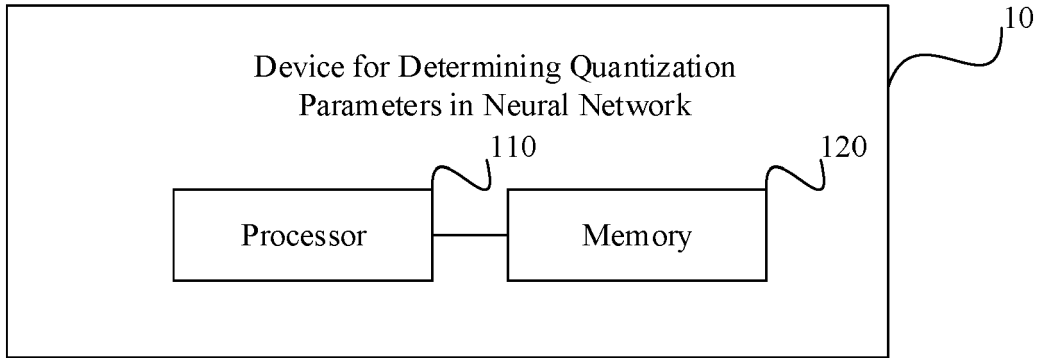 10
Device for Determining Quantization
Parameters in Neural Network
110
120
Processor
Memory